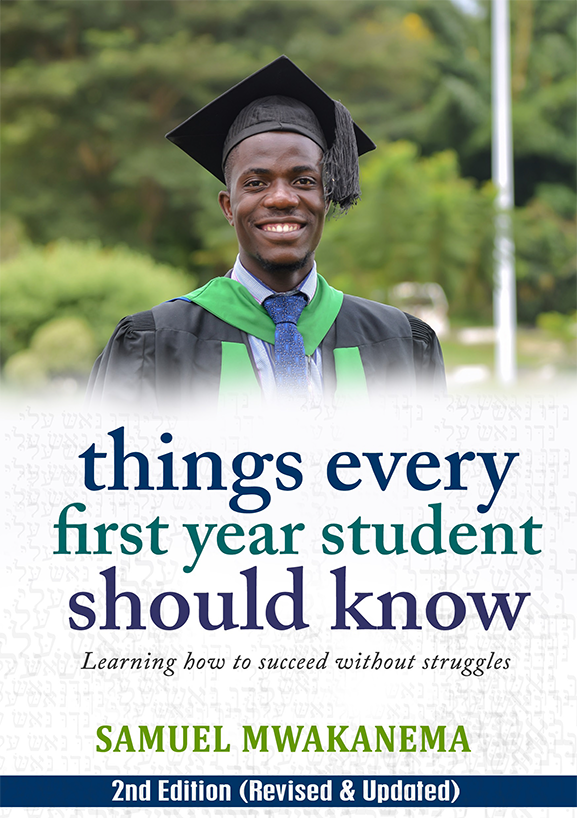 things every
first year student
should know
Learning how to succeed without struggles
SAMUEL MWAKANEMA
2nd Edition (Revised & Updated)